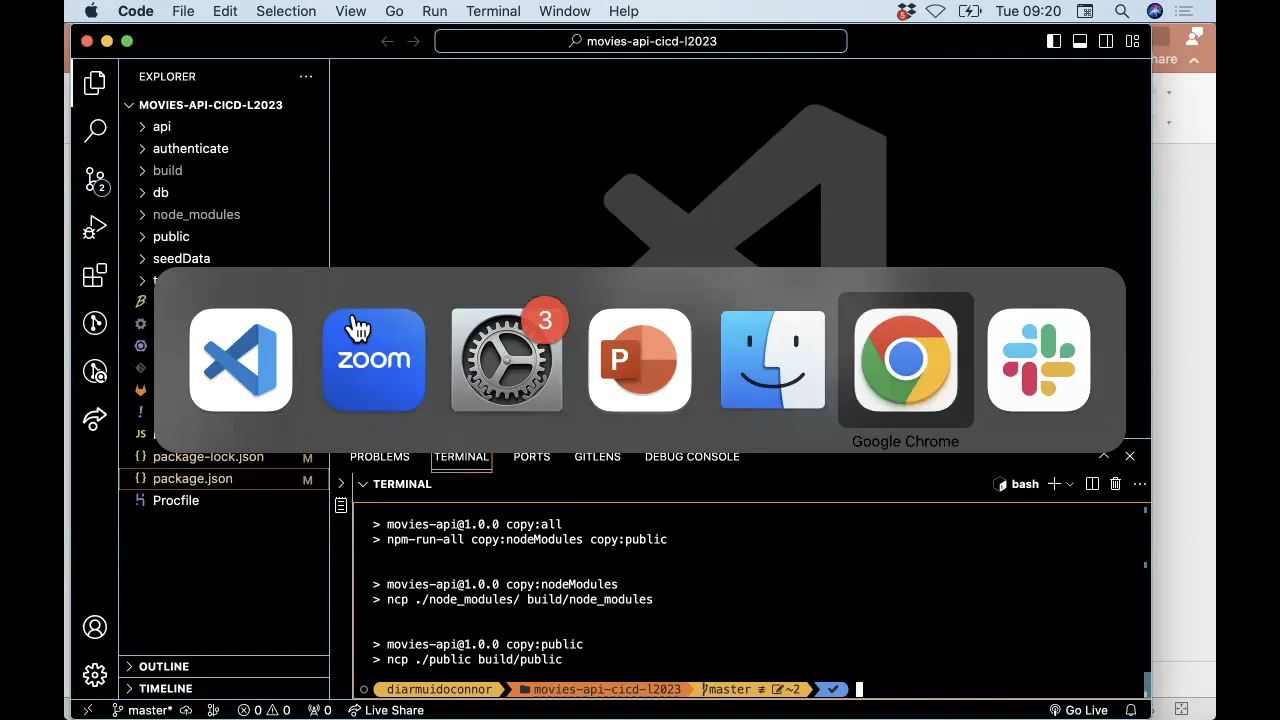 Code File Edit Selection View Go Run Terminal Window Help 5 Tue 09:20
movies-api-cicd-l2023
hare
EXPLORER
MOVIES-API-CICD-L2023
api
authenticate
build
db
node_modules
public
seedData
2
zoom
3
P
Google Chrome
JS
package-lock.json M
package.json M
Procfile
OUTLINE
TIMELINE
PROBLEMS TERMINAL PORTS GITLENS DEBUG CONSOLE
TERMINAL bash
> movies-api@1.0.0 copy:all
> npm-run-all copy:nodeModules copy:public
> movies-api@1.0.0 copy:nodeModules
> ncp ./node_modules/ build/node_modules
> movies-api@1.0.0 copy:public
> ncp ./public build/public
diarmuidoconnor movies-api-cicd-l2023 master ≢ ~2 ✔
master* 0 0 0 Live Share Go Live